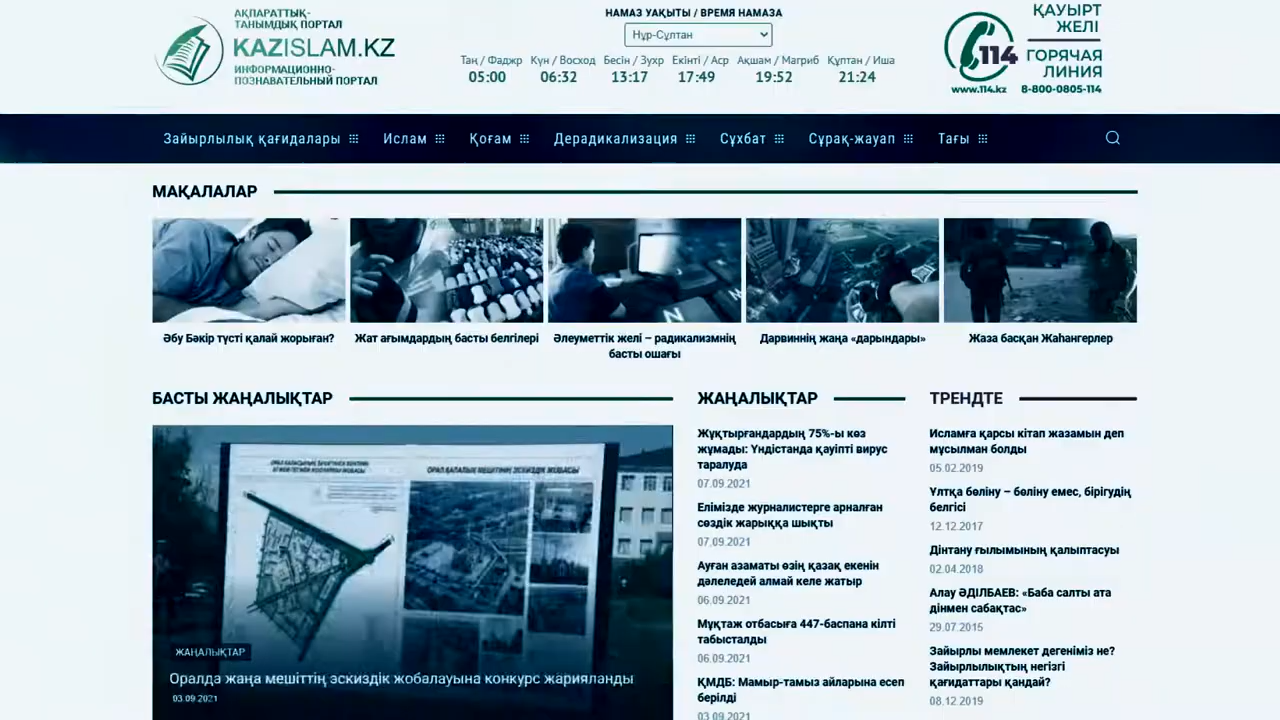 АҚПАРАТТЫҚ-
ТАНЫМДЫҚ ПОРТАЛ
KAZISLAM.KZ
ИНФОРМАЦИОННО-
ПОЗНАВАТЕЛЬНЫЙ ПОРТАЛ
НАМАЗ УАҚЫТЫ / ВРЕМЯ НАМАЗА
Нұр-Сұлтан
Таң / Фаджр Күн / Восход Бесін / Зухр Екінті / Аср Ақшам / Магриб Құптан / Иша
05:00 06:32 13:17 17:49 19:52 21:24
ҚАУЫРТ
ЖЕЛІ
114
ГОРЯЧАЯ
ЛИНИЯ
www.114.kz 8-800-0805-114
Зайырлылық қағидалары Ислам Қоғам Дерадикализация Сұхбат Сұрақ-жауап Тағы
МАҚАЛАЛАР
Әбу Бәкір түсті қалай жорыған?
Жат ағымдардың басты белгілері
Әлеуметтік желі – радикализмнің
басты ошағы
Дарвиннің жаңа «дарындары»
Жаза басқан Жаһангерлер
БАСТЫ ЖАҢАЛЫҚТАР
ОРАЛ ҚАЛАЛЫҚ МЕШІТІНІҢ ЭСКИЗДІК ЖОБАСЫ
ЖАҢАЛЫҚТАР
Оралда жаңа мешіттің эскиздік жобалауына конкурс жарияланды
03.09.2021
ЖАҢАЛЫҚТАР
Жұқтырғандардың 75%-ы көз
жұмады: Үндістанда қауіпті вирус
таралуда
07.09.2021
Елімізде журналистерге арналған
сөздік жарыққа шықты
07.09.2021
Ауған азаматы өзің қазақ екенін
дәлеледей алмай келе жатыр
06.09.2021
Мұқтаж отбасыға 447-баспана кілті
табысталды
06.09.2021
ҚМДБ: Мамыр-тамыз айларына есеп
берілді
03.09.2021
ТРЕНДТЕ
Исламға қарсы кітап жазамын деп
мұсылман болды
05.02.2019
Ұлтқа бөліну – бөліну емес, бірігудің
белгісі
12.12.2017
Дінтану ғылымының қалыптасуы
02.04.2018
Алау ӘДІЛБАЕВ: «Баба салты ата
дінмен сабақтас»
29.07.2015
Зайырлы мемлекет дегеніміз не?
Зайырлылықтың негізгі
қағидаттары қандай?
08.12.2019